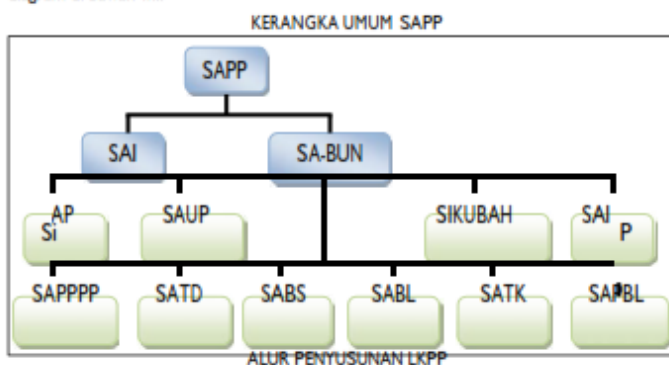 KERANGKA UMUM SAPP
SAPP
SAI SA-BUN
AP SAUP SIKUBAH SAI
Si P
SAPPPP SATD SABS SABL SATK SAPBL
ALUR PENYUSUNAN LKPP